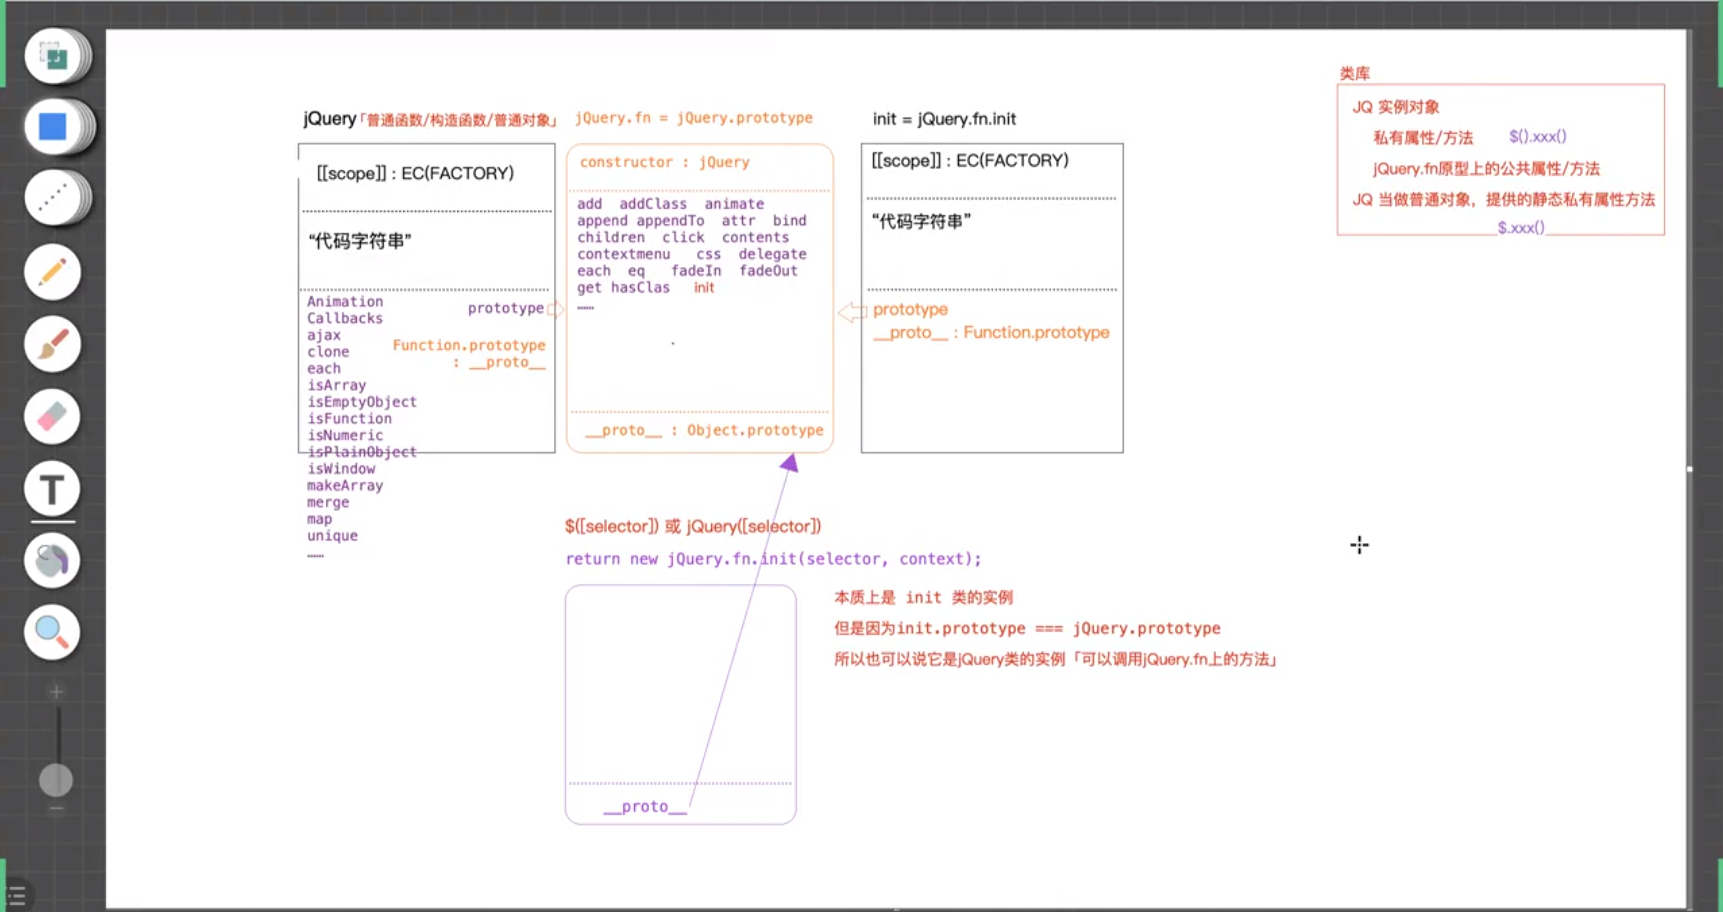 jQuery「普通函数/构造函数/普通对象」
[[scope]] : EC(FACTORY)
“代码字符串”
Animation
Callbacks
ajax
clone
each
isArray
isEmptyObject
isFunction
isNumeric
isPlainObject
isWindow
makeArray
merge
map
unique
......
prototype
Function.prototype
: __proto__
jQuery.fn = jQuery.prototype
constructor : jQuery
add addClass animate
append appendTo attr bind
children click contents
contextmenu css delegate
each eq fadeIn fadeOut
get hasClas init
......
__proto__ : Object.prototype
init = jQuery.fn.init
[[scope]] : EC(FACTORY)
“代码字符串”
prototype
__proto__ : Function.prototype
类库
JQ 实例对象
私有属性/方法 $().xxx()
jQuery.fn原型上的公共属性/方法
JQ 当做普通对象，提供的静态私有属性方法
$.xxx()
$([selector]) 或 jQuery([selector])
return new jQuery.fn.init(selector, context);
__proto__
本质上是 init 类的实例
但是因为init.prototype === jQuery.prototype
所以也可以说它是jQuery类的实例「可以调用jQuery.fn上的方法」
T